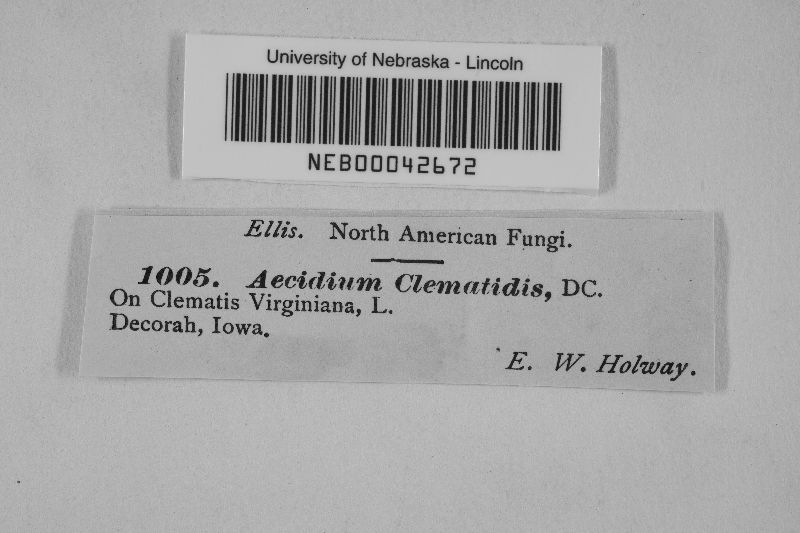 University of Nebraska - Lincoln
NEB00042672
Ellis. North American Fungi.
1005. Aecidium Clematidis, DC.
On Clematis Virginiana, L.
Decorah, Iowa.
E. W. Holway.